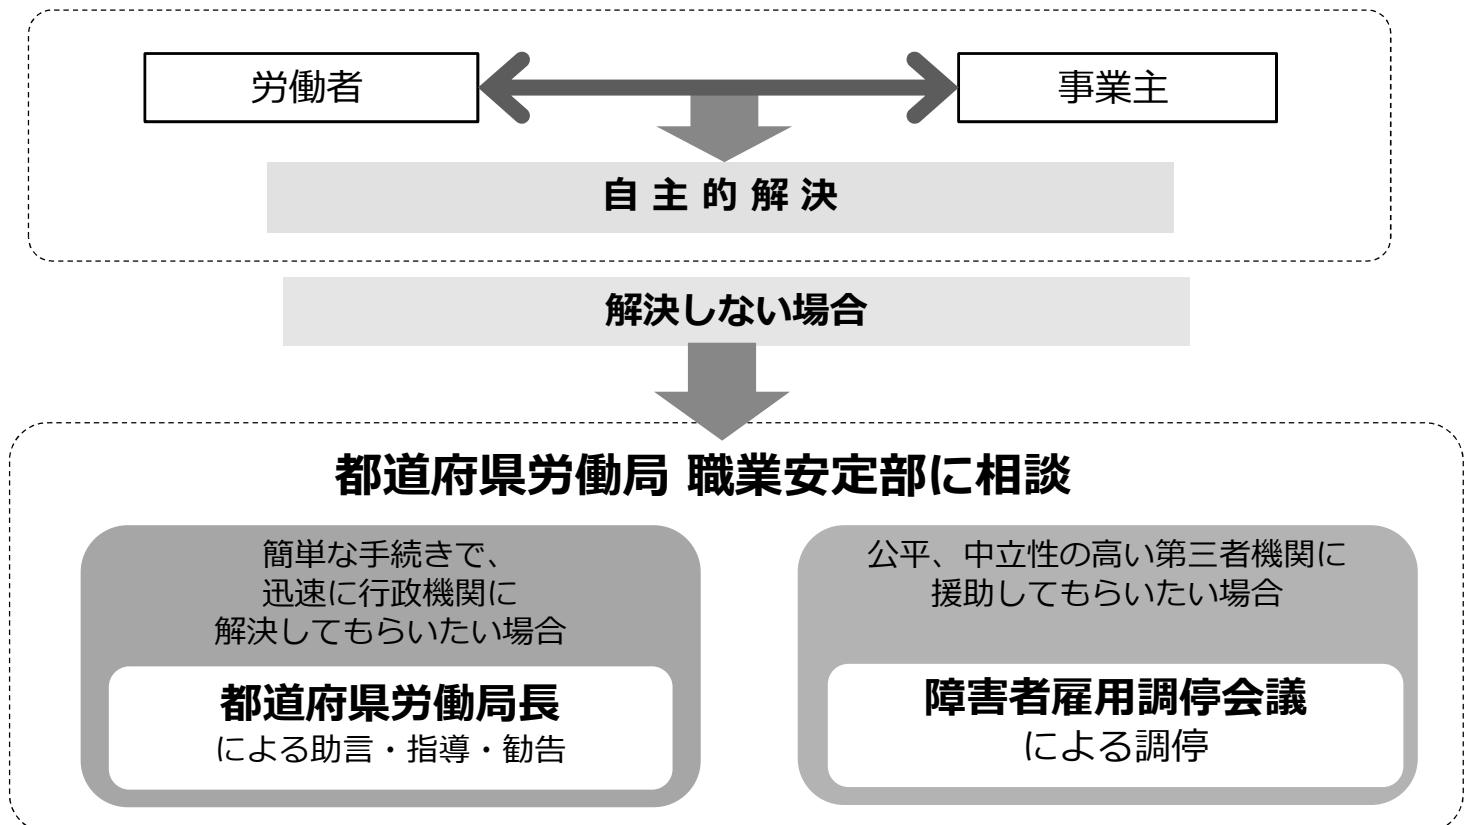 労働者
事業主
自主的解決
解決しない場合
都道府県労働局 職業安定部に相談
簡単な手続きで、
迅速に行政機関に
解決してもらいたい場合
都道府県労働局長
による助言・指導・勧告
公平、中立性の高い第三者機関に
援助してもらいたい場合
障害者雇用調停会議
による調停